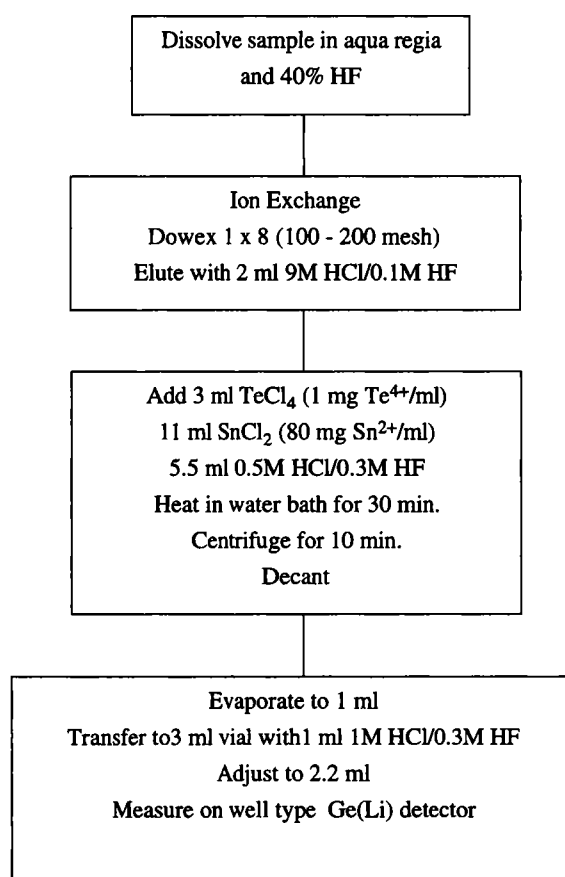 Dissolve sample in aqua regia
and 40% HF
Ion Exchange
Dowex 1 x 8 (100 - 200 mesh)
Elute with 2 ml 9M HCl/0.1M HF
Add 3 ml TeCl₄ (1 mg Te⁴⁺/ml)
11 ml SnCl₂ (80 mg Sn²⁺/ml)
5.5 ml 0.5M HCl/0.3M HF
Heat in water bath for 30 min.
Centrifuge for 10 min.
Decant
Evaporate to 1 ml
Transfer to3 ml vial with1 ml 1M HCl/0.3M HF
Adjust to 2.2 ml
Measure on well type Ge(Li) detector